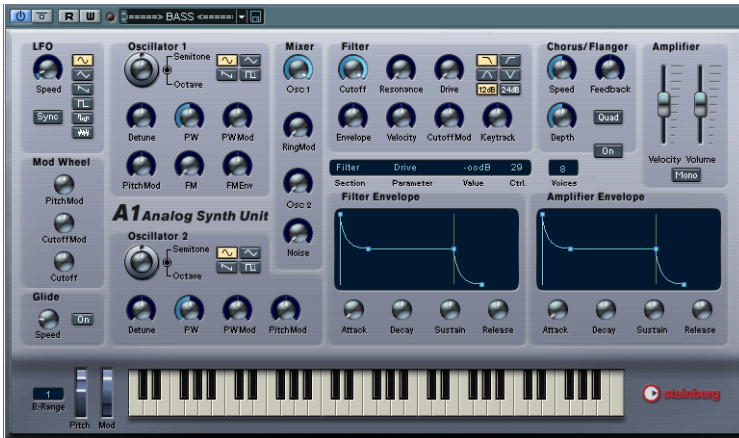 R W =====> BASS <=====
LFO
Speed
Sync
Mod Wheel
PitchMod
CutoffMod
Cutoff
Glide
On
Speed
Oscillator 1
Semitone
Octave
Detune PW PWMod
PitchMod FM FMEnv
A1 Analog Synth Unit
Oscillator 2
Semitone
Octave
Detune PW PWMod PitchMod
Mixer
Osc 1
RingMod
Osc 2
Noise
Filter
Cutoff Resonance Drive 12dB 24dB
Envelope Velocity CutoffMod Keytrack
Filter Drive -oodB 29
Section Parameter Value Ctrl.
8
Voices
Chorus/Flanger
Speed Feedback
Depth Quad
On
Amplifier
Velocity Volume
Mono
Filter Envelope
Attack Decay Sustain Release
Amplifier Envelope
Attack Decay Sustain Release
1
B-Range
Pitch Mod
steinberg